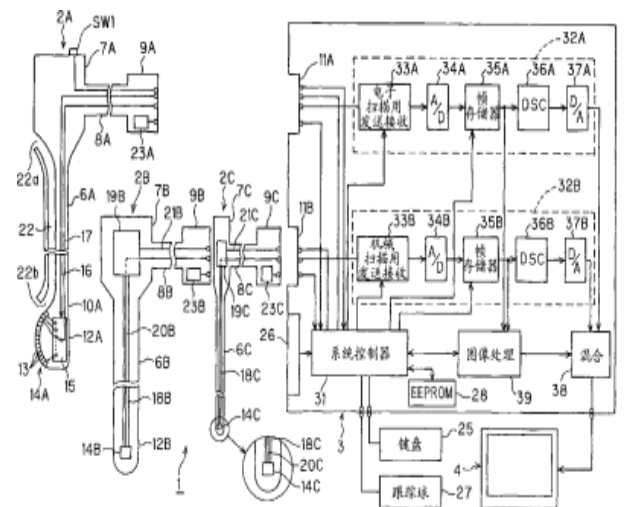 2A SW1
7A
9A
11A
32A
33A 34A 35A 36A 37A
电子
扫描用
发送接收
A/D
帧
存储器
DSC
D/A
8A
23A
22a
6A
2B
7B
9B
2C
7C
9C
22
19B
21B
21C
11B
32B
33B 34B 35B 36B 37B
机械
扫描用
发送接收
A/D
帧
存储器
DSC
D/A
17
16
22b
8B
23B
8C
23C
19C
26
10A
12A
20B
6B
6C
18C
系统控制器
图像处理
混合
13
14A
15
18B
31
EEPROM
28
39
38
14B
12B
14C
18C
20C
14C
1
3
键盘
25
4
跟踪球
27